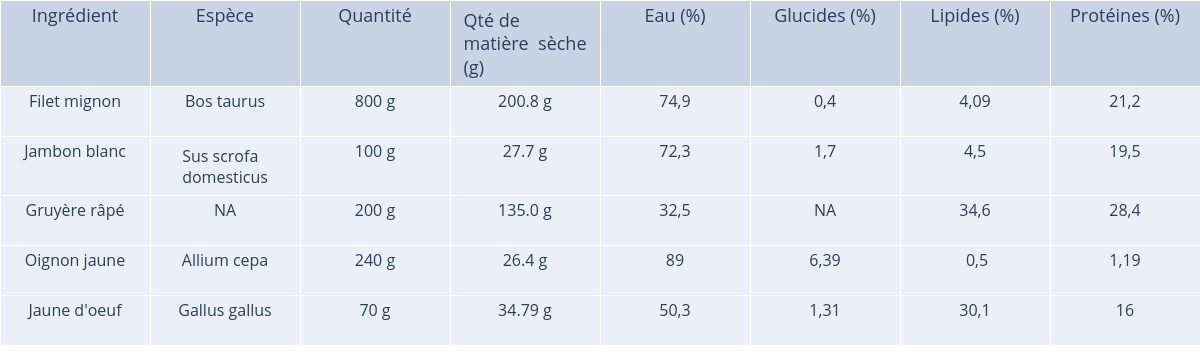 Ingrédient Espèce Quantité Qté de matière sèche (g) Eau (%) Glucides (%) Lipides (%) Protéines (%)
Filet mignon Bos taurus 800 g 200.8 g 74,9 0,4 4,09 21,2
Jambon blanc Sus scrofa domesticus 100 g 27.7 g 72,3 1,7 4,5 19,5
Gruyère râpé NA 200 g 135.0 g 32,5 NA 34,6 28,4
Oignon jaune Allium cepa 240 g 26.4 g 89 6,39 0,5 1,19
Jaune d'oeuf Gallus gallus 70 g 34.79 g 50,3 1,31 30,1 16